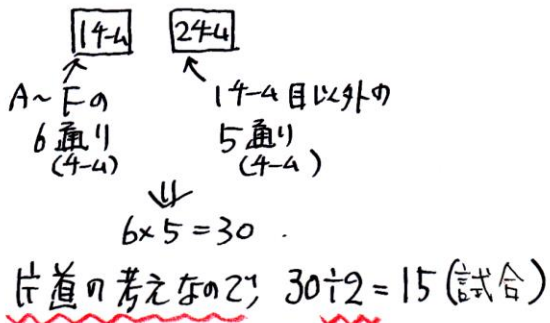 1チーム 2チーム
A~Fの 1チーム目以外の
6通り 5通り
(チーム) (チーム)
6×5=30.
片道の考えなので, 30÷2=15(試合)